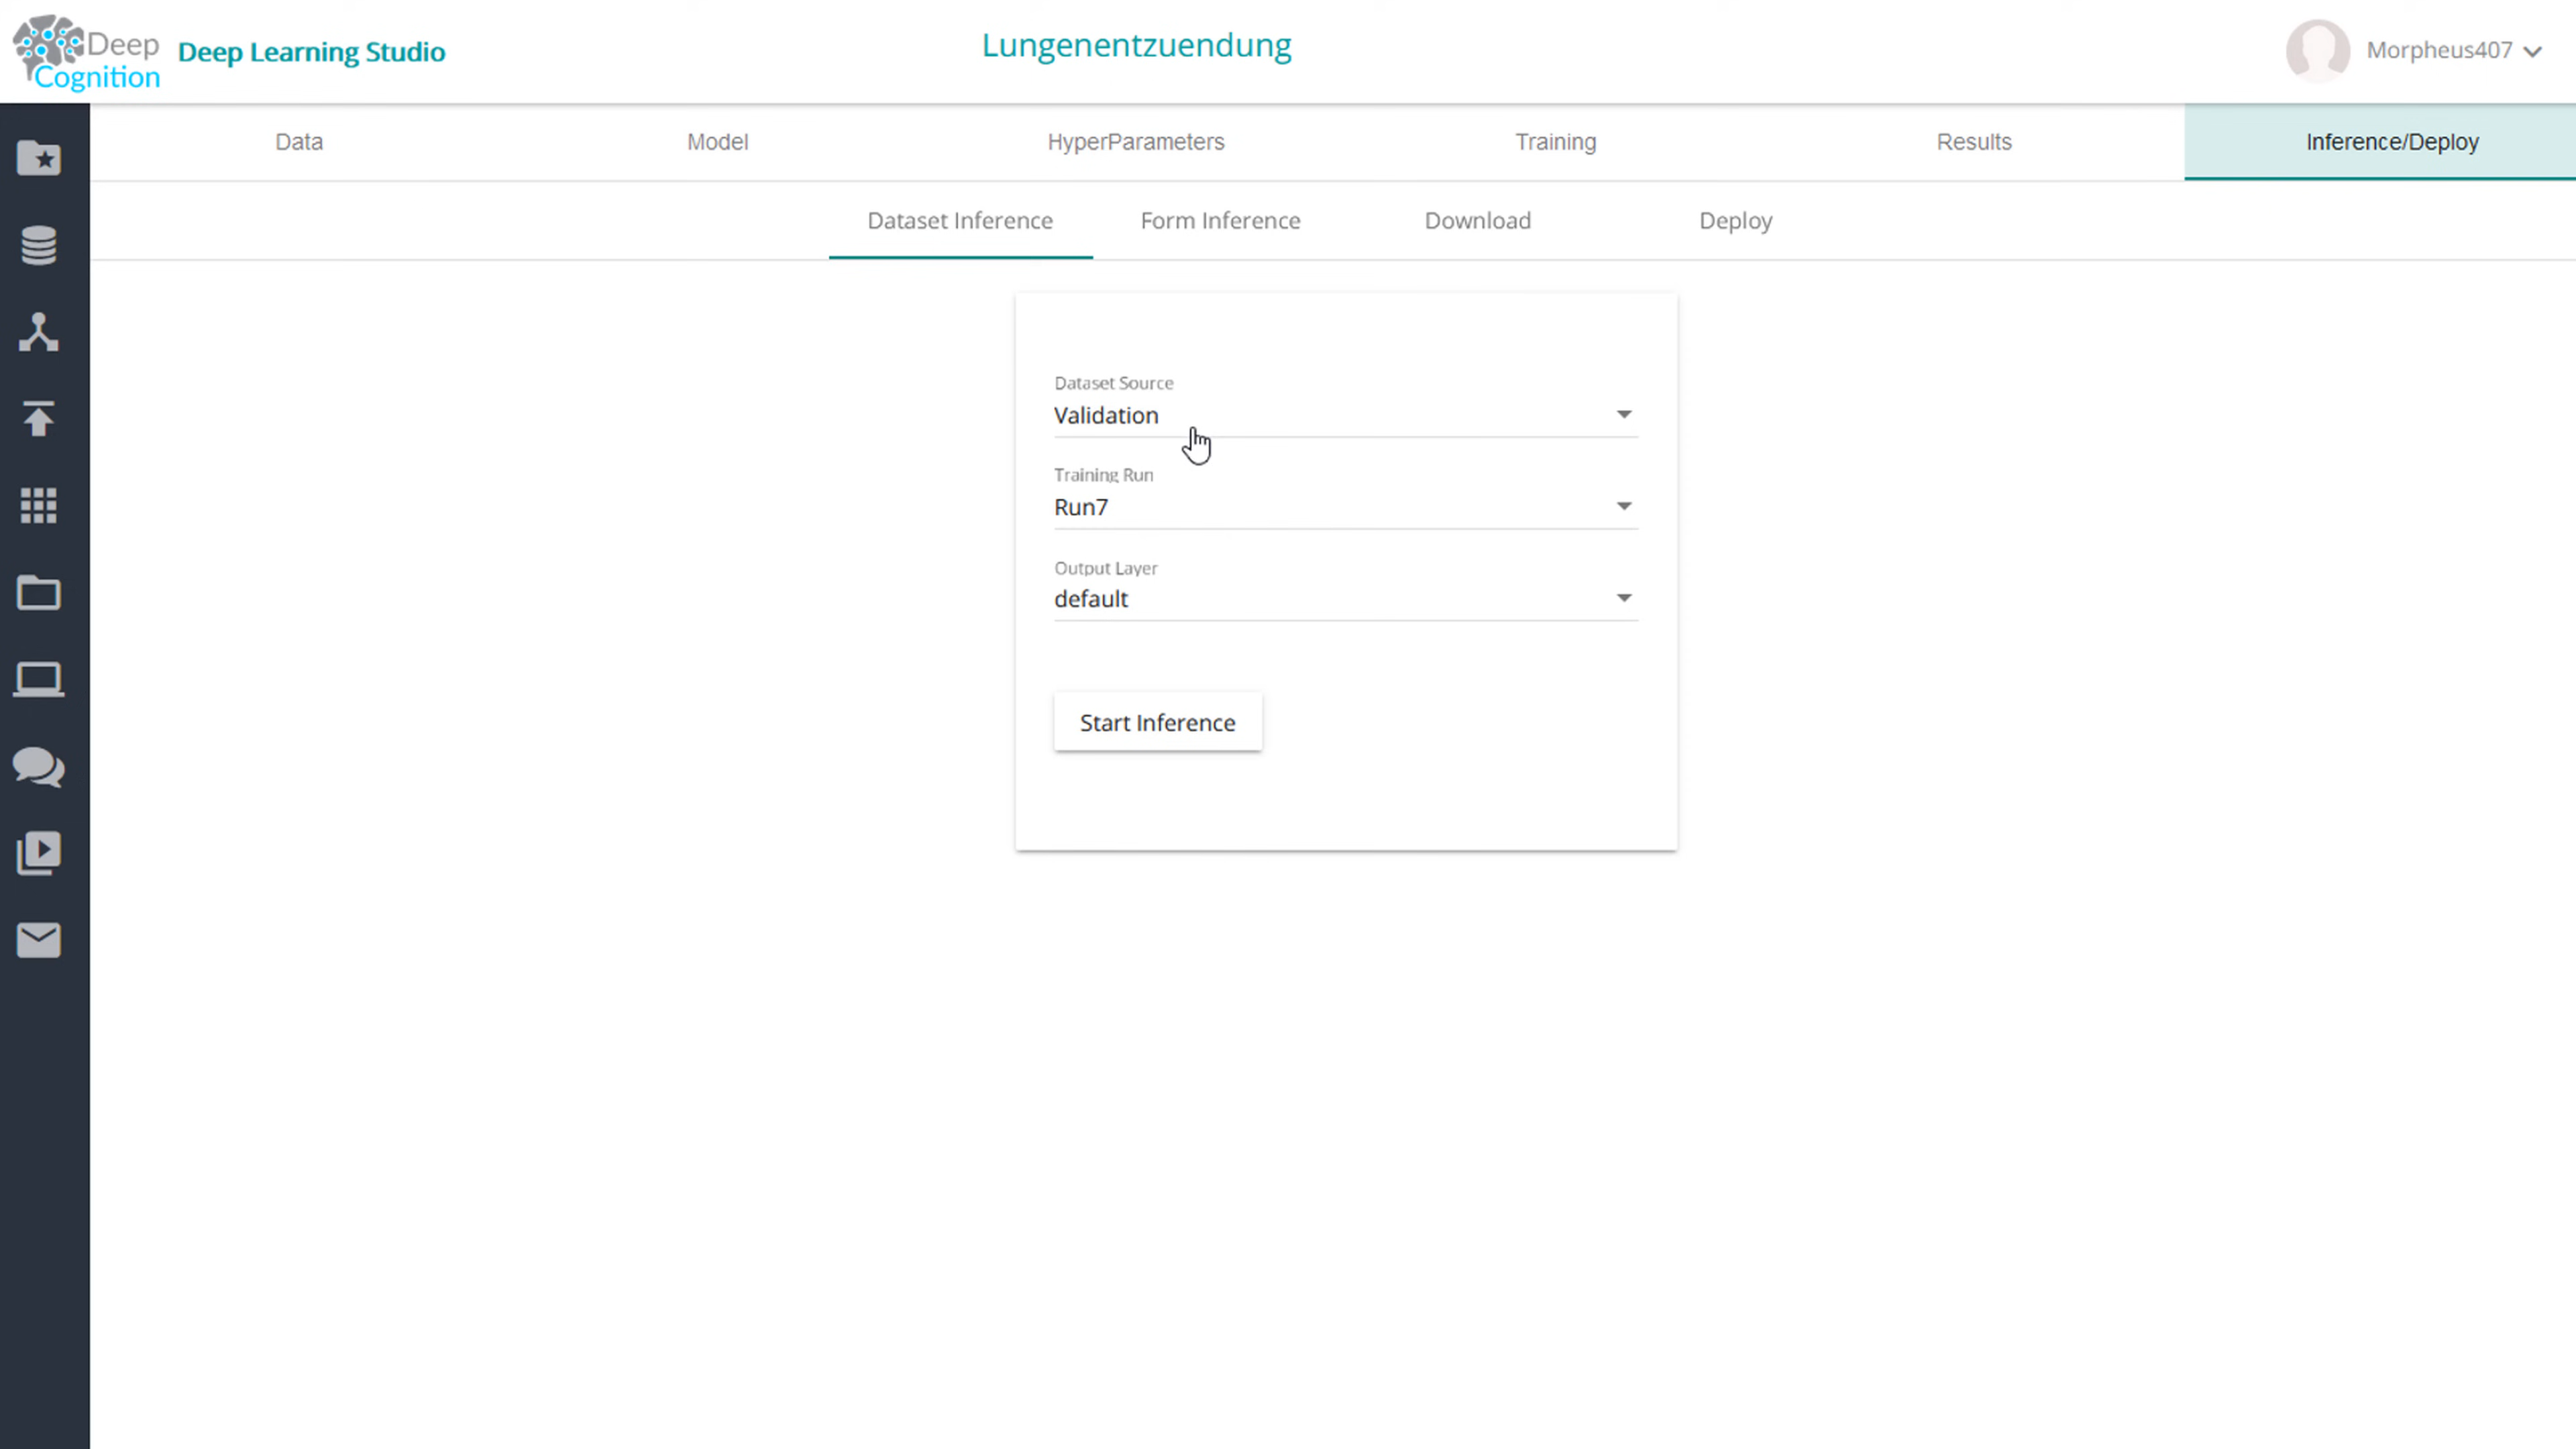 Deep
Cognition
Deep Learning Studio
Lungenentzuendung
Morpheus407
Data
Model
HyperParameters
Training
Results
Inference/Deploy
Dataset Inference
Form Inference
Download
Deploy
Dataset Source
Validation
Training Run
Run7
Output Layer
default
Start Inference